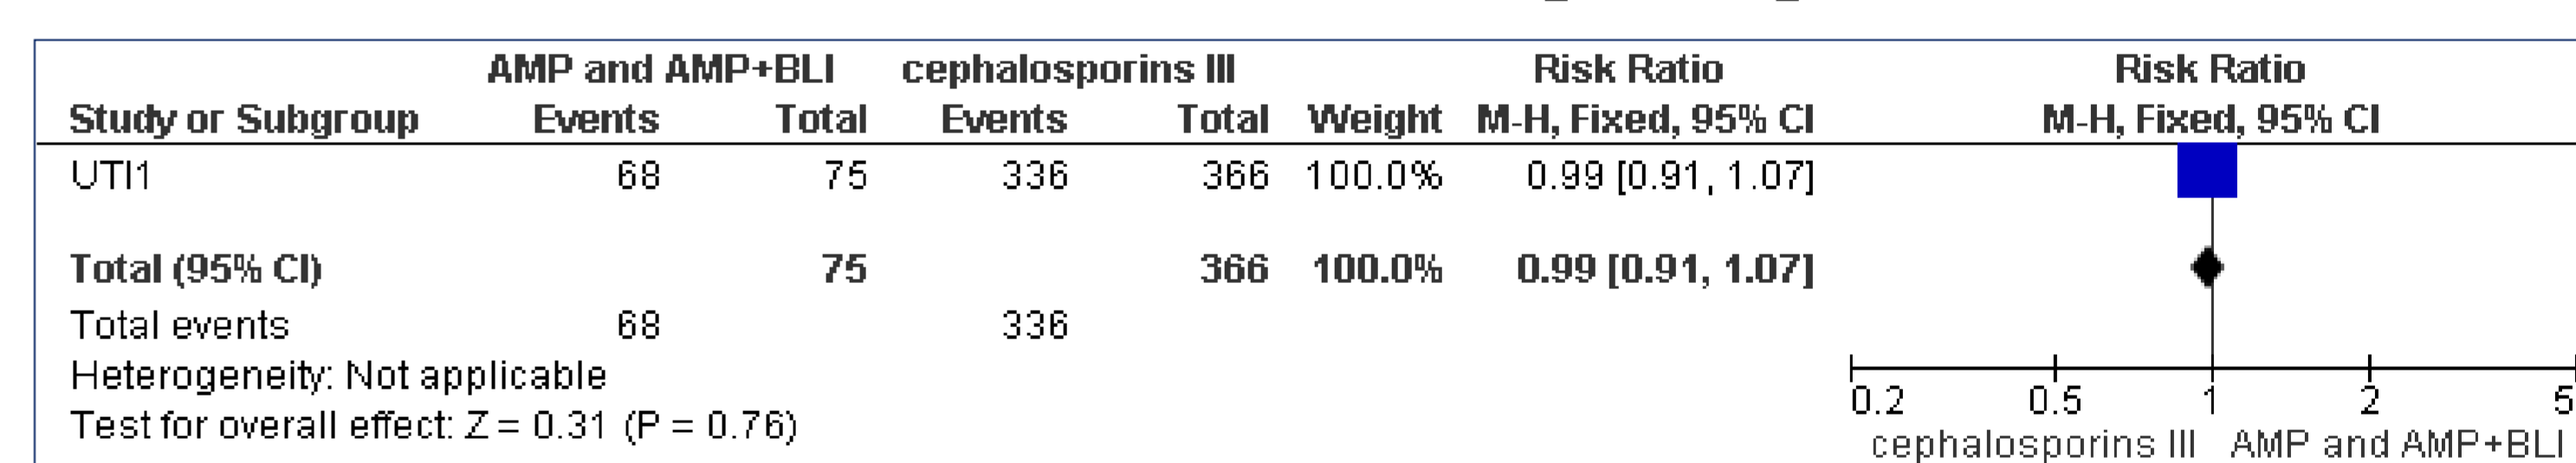 AMP and AMP+BLI cephalosporins III Risk Ratio Risk Ratio
Study or Subgroup Events Total Events Total Weight M-H, Fixed, 95% CI M-H, Fixed, 95% CI
UTI1 68 75 336 366 100.0% 0.99 [0.91, 1.07]
Total (95% CI) 75 366 100.0% 0.99 [0.91, 1.07]
Total events 68 336
Heterogeneity: Not applicable
Test for overall effect: Z = 0.31 (P = 0.76)
0.2 0.5 1 2 5
cephalosporins III AMP and AMP+BLI